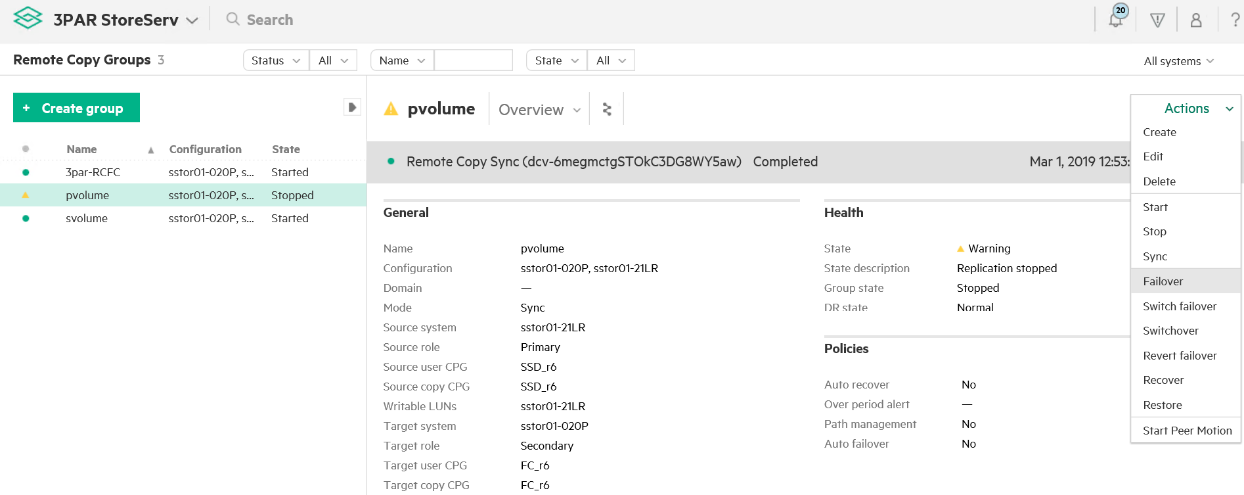 3PAR StoreServ Search 20 ?
Remote Copy Groups 3 Status All Name State All All systems
+ Create group
pvolume Overview
Actions
Name Configuration State
3par-RCFC sstor01-020P, s... Started
pvolume sstor01-020P, s... Stopped
svolume sstor01-020P, s... Started
Remote Copy Sync (dcv-6megmctgSTOkC3DG8WY5aw) Completed Mar 1, 2019 12:53:
General
Name pvolume
Configuration sstor01-020P, sstor01-21LR
Domain —
Mode Sync
Source system sstor01-21LR
Source role Primary
Source user CPG SSD_r6
Source copy CPG SSD_r6
Writable LUNs sstor01-21LR
Target system sstor01-020P
Target role Secondary
Target user CPG FC_r6
Target copy CPG FC_r6
Health
State Warning
State description Replication stopped
Group state Stopped
DR state Normal
Policies
Auto recover No
Over period alert —
Path management No
Auto failover No
Create
Edit
Delete
Start
Stop
Sync
Failover
Switch failover
Switchover
Revert failover
Recover
Restore
Start Peer Motion